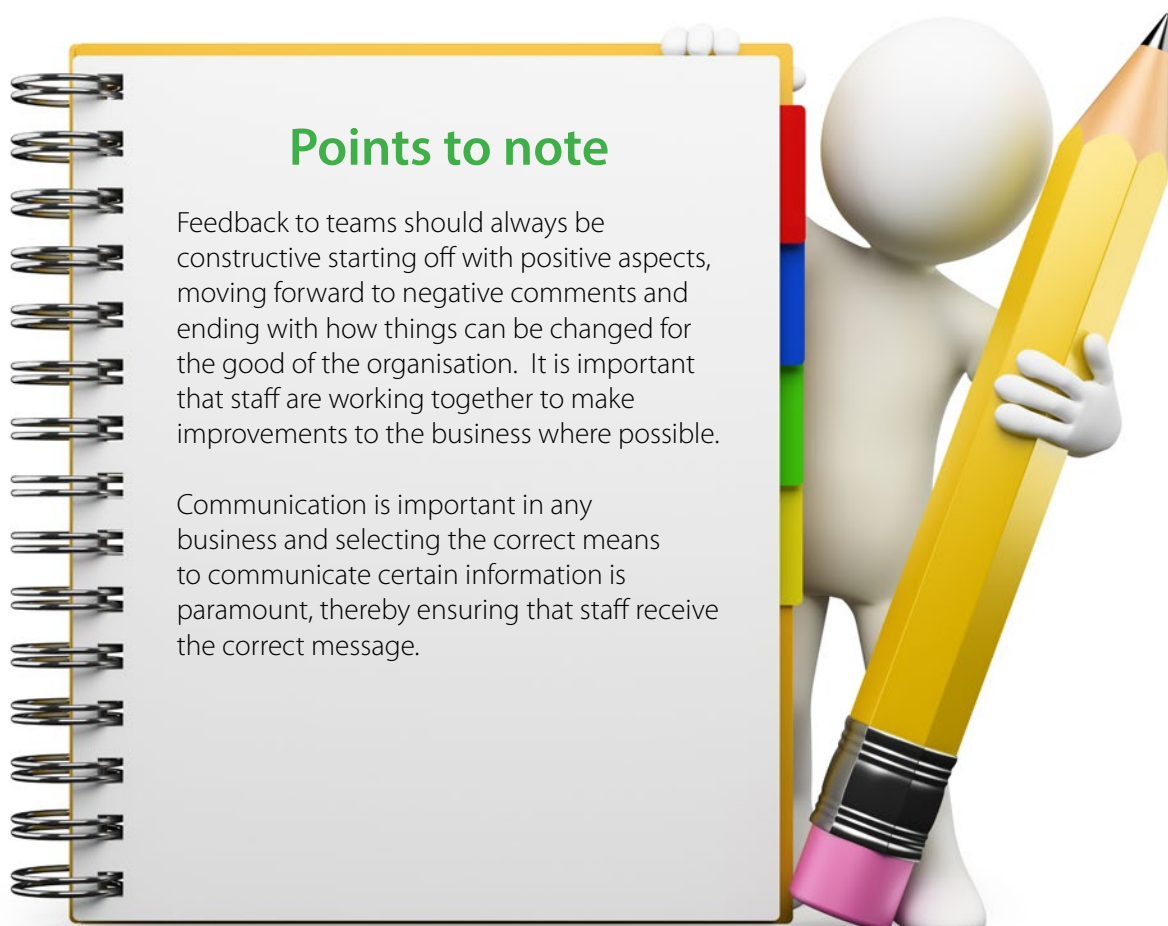 Points to note
Feedback to teams should always be
constructive starting off with positive aspects,
moving forward to negative comments and
ending with how things can be changed for
the good of the organisation.  It is important
that staff are working together to make
improvements to the business where possible.
Communication is important in any
business and selecting the correct means
to communicate certain information is
paramount, thereby ensuring that staff receive
the correct message.